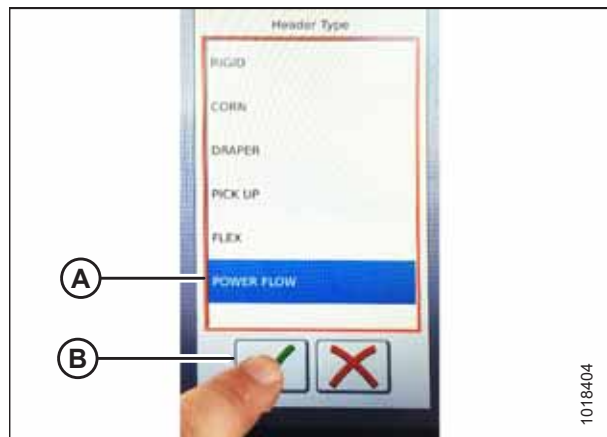 Header Type
RIGID
CORN
DRAPER
PICK UP
FLEX
A
POWER FLOW
B
1018404